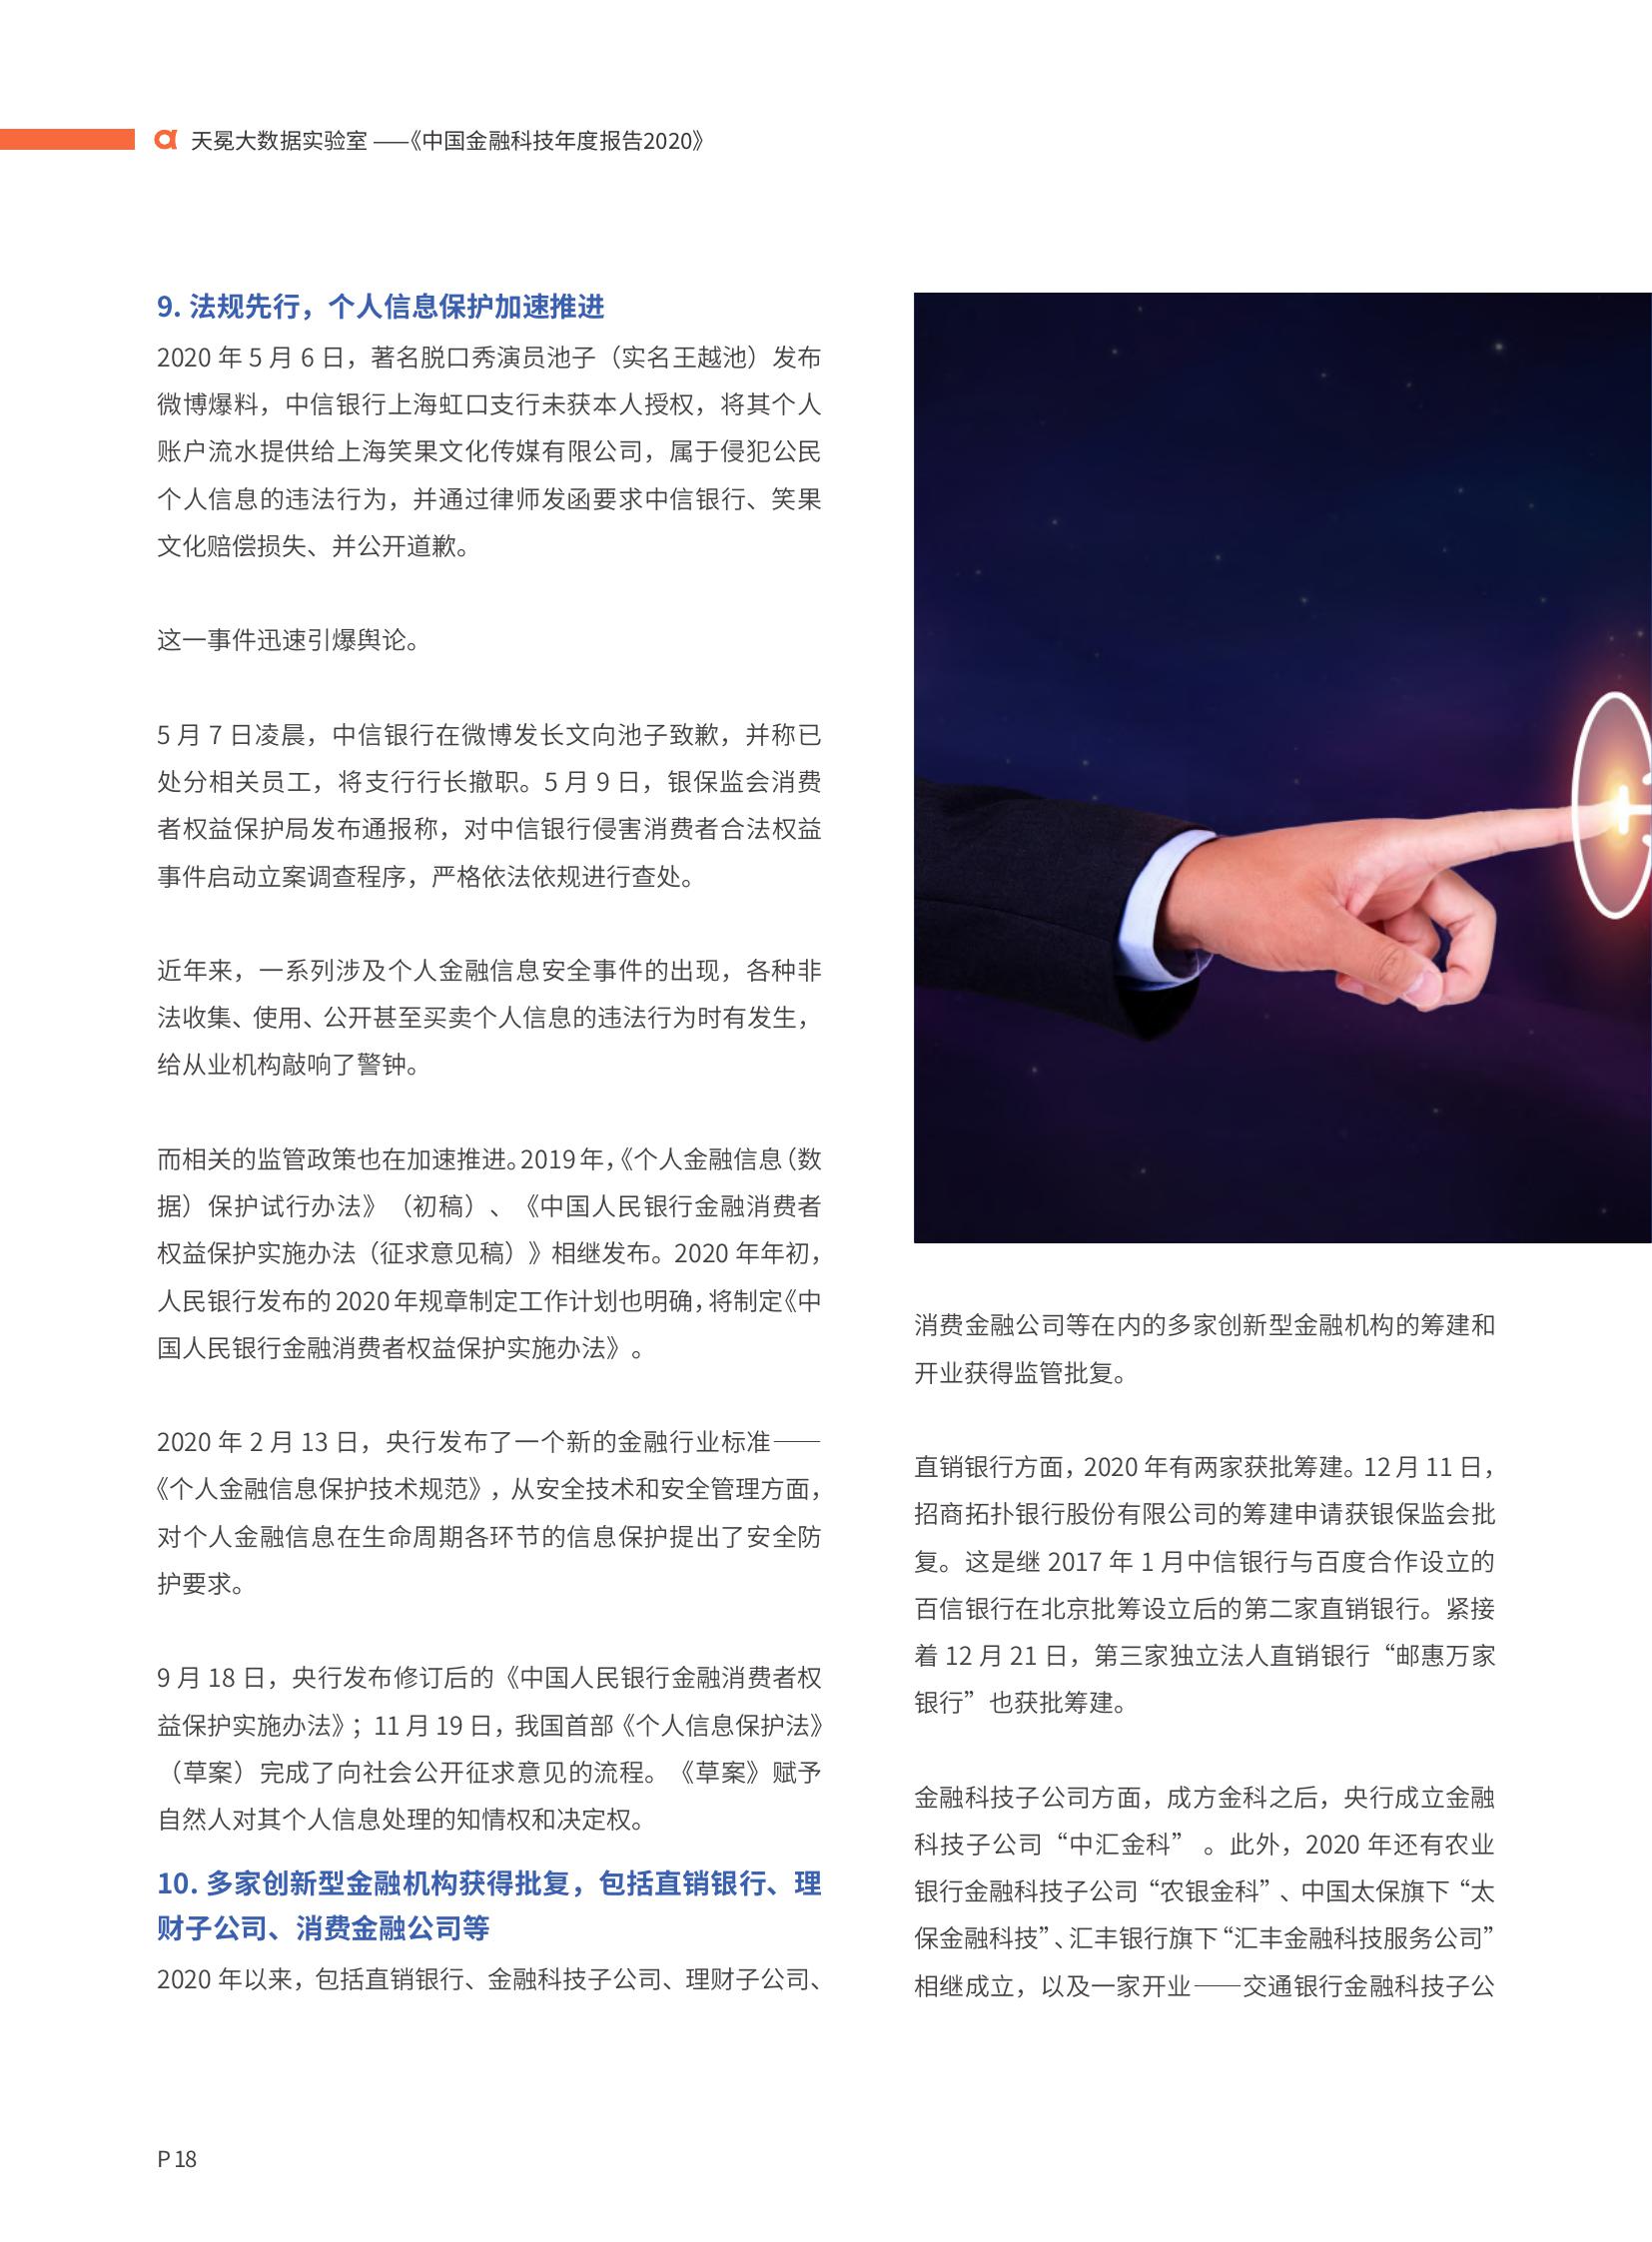 天冕大数据实验室 ——《中国金融科技年度报告2020》
9. 法规先行，个人信息保护加速推进
2020 年 5 月 6 日，著名脱口秀演员池子（实名王越池）发布
微博爆料，中信银行上海虹口支行未获本人授权，将其个人
账户流水提供给上海笑果文化传媒有限公司，属于侵犯公民
个人信息的违法行为，并通过律师发函要求中信银行、笑果
文化赔偿损失、并公开道歉。
这一事件迅速引爆舆论。
5 月 7 日凌晨，中信银行在微博发长文向池子致歉，并称已
处分相关员工，将支行行长撤职。5 月 9 日，银保监会消费
者权益保护局发布通报称，对中信银行侵害消费者合法权益
事件启动立案调查程序，严格依法依规进行查处。
近年来，一系列涉及个人金融信息安全事件的出现，各种非
法收集、使用、公开甚至买卖个人信息的违法行为时有发生，
给从业机构敲响了警钟。
而相关的监管政策也在加速推进。2019 年，《个人金融信息（数
据）保护试行办法》（初稿）、《中国人民银行金融消费者
权益保护实施办法（征求意见稿）》相继发布。2020 年年初，
人民银行发布的 2020 年规章制定工作计划也明确，将制定《中
国人民银行金融消费者权益保护实施办法》。
2020 年 2 月 13 日，央行发布了一个新的金融行业标准——
《个人金融信息保护技术规范》，从安全技术和安全管理方面，
对个人金融信息在生命周期各环节的信息保护提出了安全防
护要求。
9 月 18 日，央行发布修订后的《中国人民银行金融消费者权
益保护实施办法》；11 月 19 日，我国首部《个人信息保护法》
（草案）完成了向社会公开征求意见的流程。《草案》赋予
自然人对其个人信息处理的知情权和决定权。
10. 多家创新型金融机构获得批复，包括直销银行、理
财子公司、消费金融公司等
2020 年以来，包括直销银行、金融科技子公司、理财子公司、
消费金融公司等在内的多家创新型金融机构的筹建和
开业获得监管批复。
直销银行方面，2020 年有两家获批筹建。12 月 11 日，
招商拓扑银行股份有限公司的筹建申请获银保监会批
复。这是继 2017 年 1 月中信银行与百度合作设立的
百信银行在北京批筹设立后的第二家直销银行。紧接
着 12 月 21 日，第三家独立法人直销银行“邮惠万家
银行”也获批筹建。
金融科技子公司方面，成方金科之后，央行成立金融
科技子公司“中汇金科” 。此外，2020 年还有农业
银行金融科技子公司“农银金科”、中国太保旗下“太
保金融科技”、汇丰银行旗下“汇丰金融科技服务公司”
相继成立，以及一家开业——交通银行金融科技子公
P 18